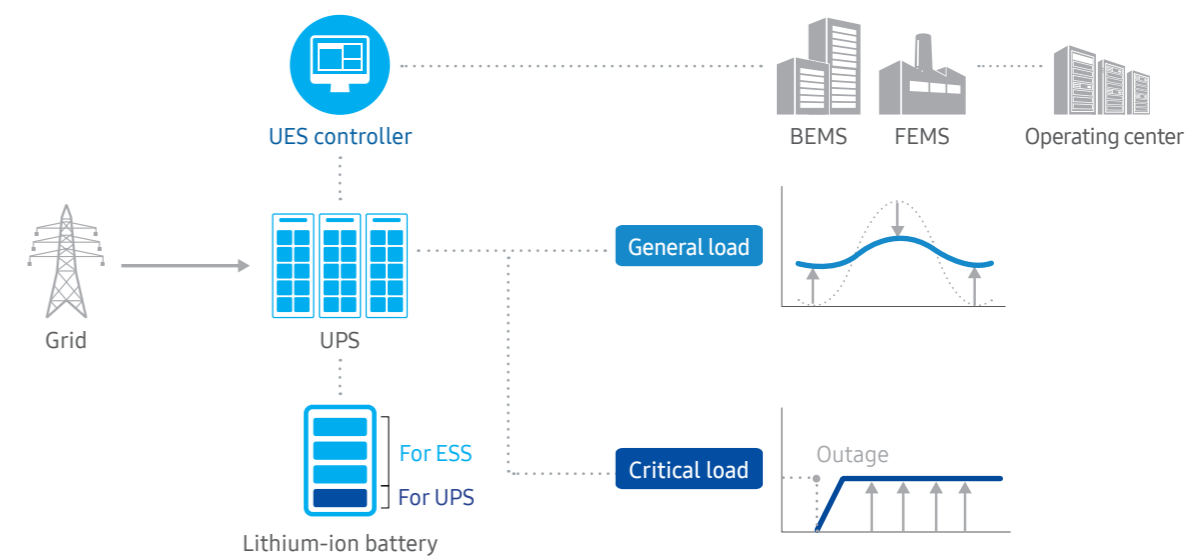 UES controller
BEMS
FEMS
Operating center
Grid
UPS
General load
For ESS
For UPS
Lithium-ion battery
Critical load
Outage